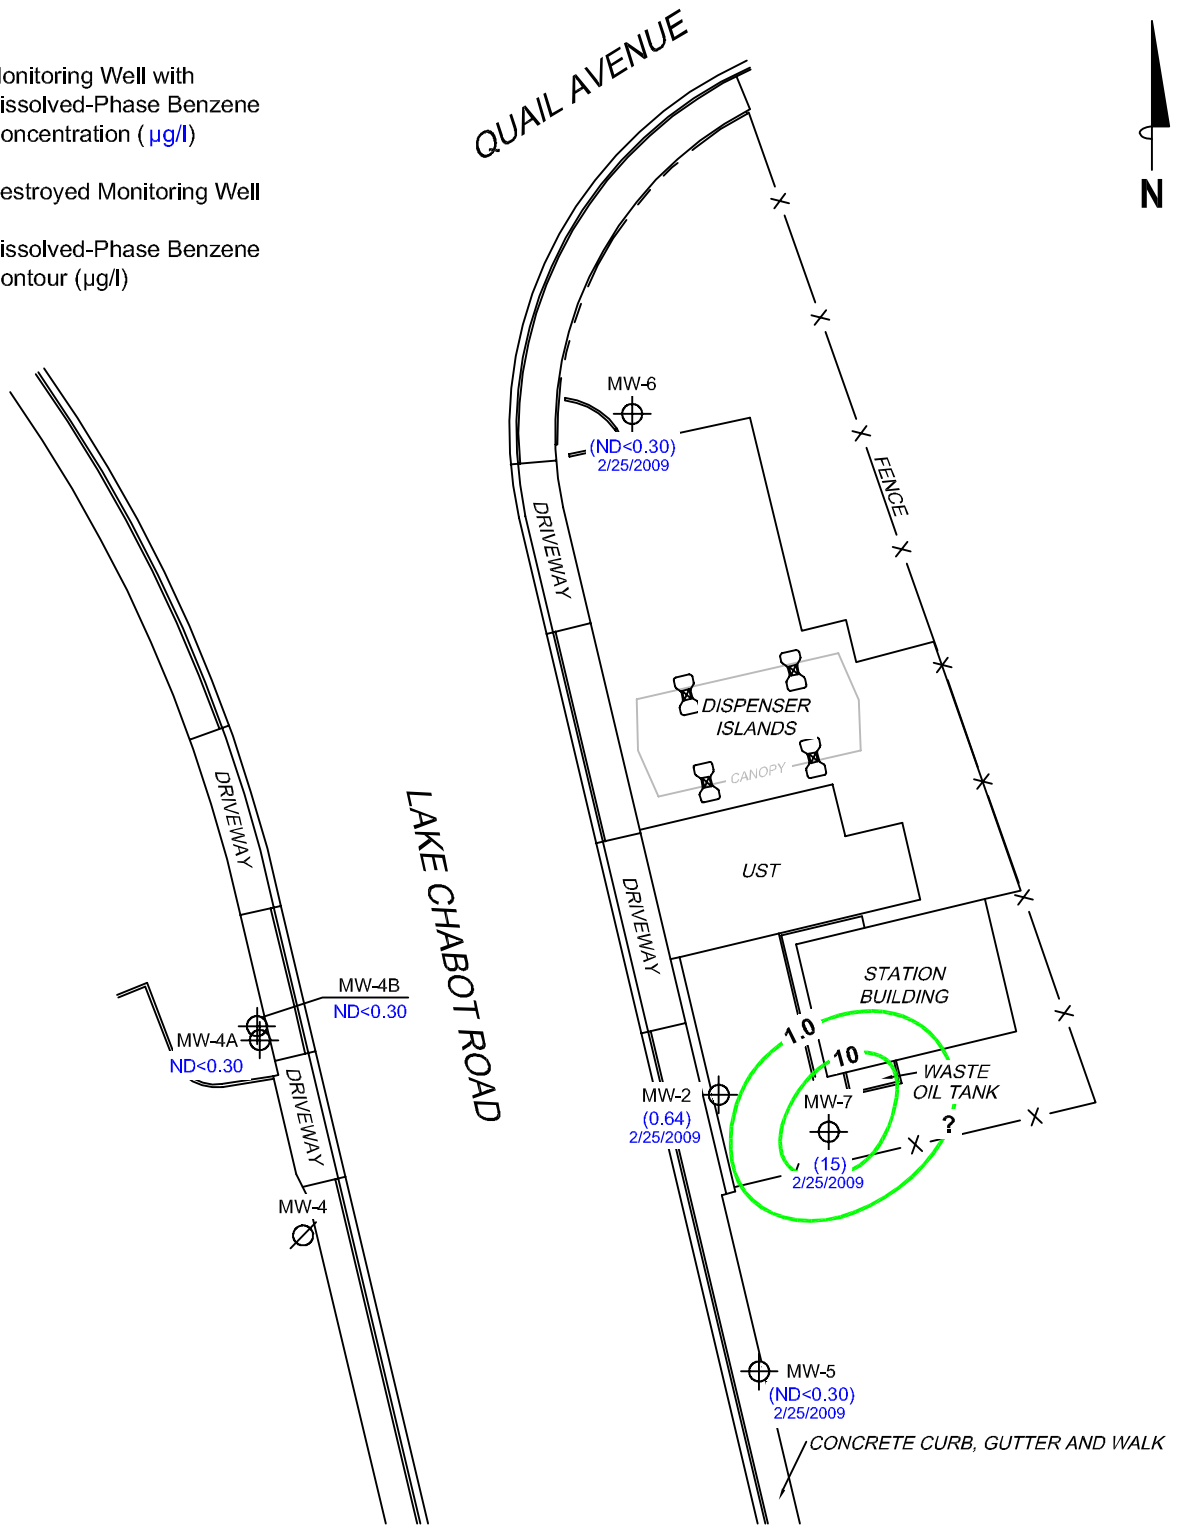 onitoring Well with
issolved-Phase Benzene
oncentration (µg/l)
estroyed Monitoring Well
issolved-Phase Benzene
ontour (µg/l)
QUAIL AVENUE
N
MW-6
(ND<0.30)
2/25/2009
FENCE
DRIVEWAY
DISPENSER
ISLANDS
CANOPY
DRIVEWAY
LAKE CHABOT ROAD
UST
DRIVEWAY
STATION
BUILDING
MW-4B
ND<0.30
MW-4A
ND<0.30
1.0
10
WASTE
OIL TANK
DRIVEWAY
MW-2
(0.64)
2/25/2009
MW-7
?
(15)
2/25/2009
MW-4
MW-5
(ND<0.30)
2/25/2009
CONCRETE CURB, GUTTER AND WALK